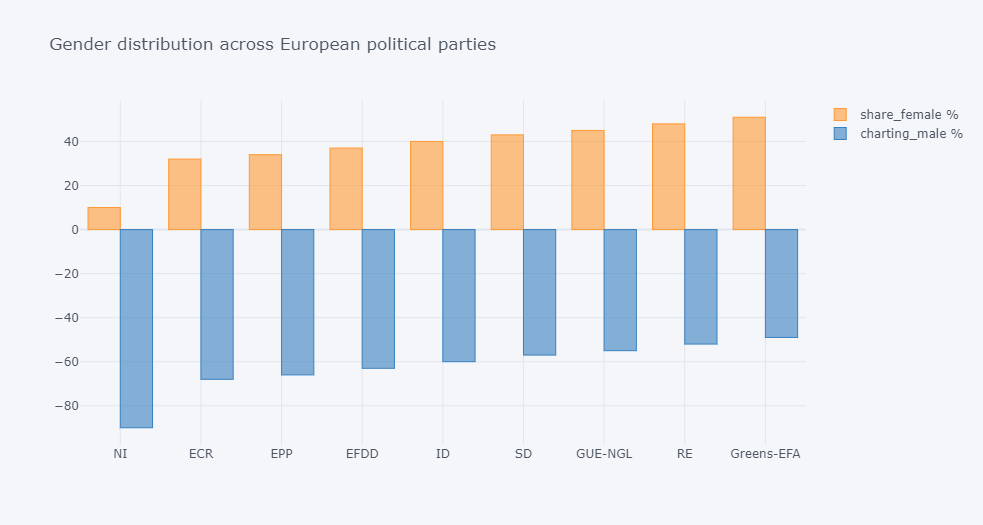 Gender distribution across European political parties
share_female %
charting_male %
40
20
0
−20
−40
−60
−80
NI ECR EPP EFDD ID SD GUE-NGL RE Greens-EFA